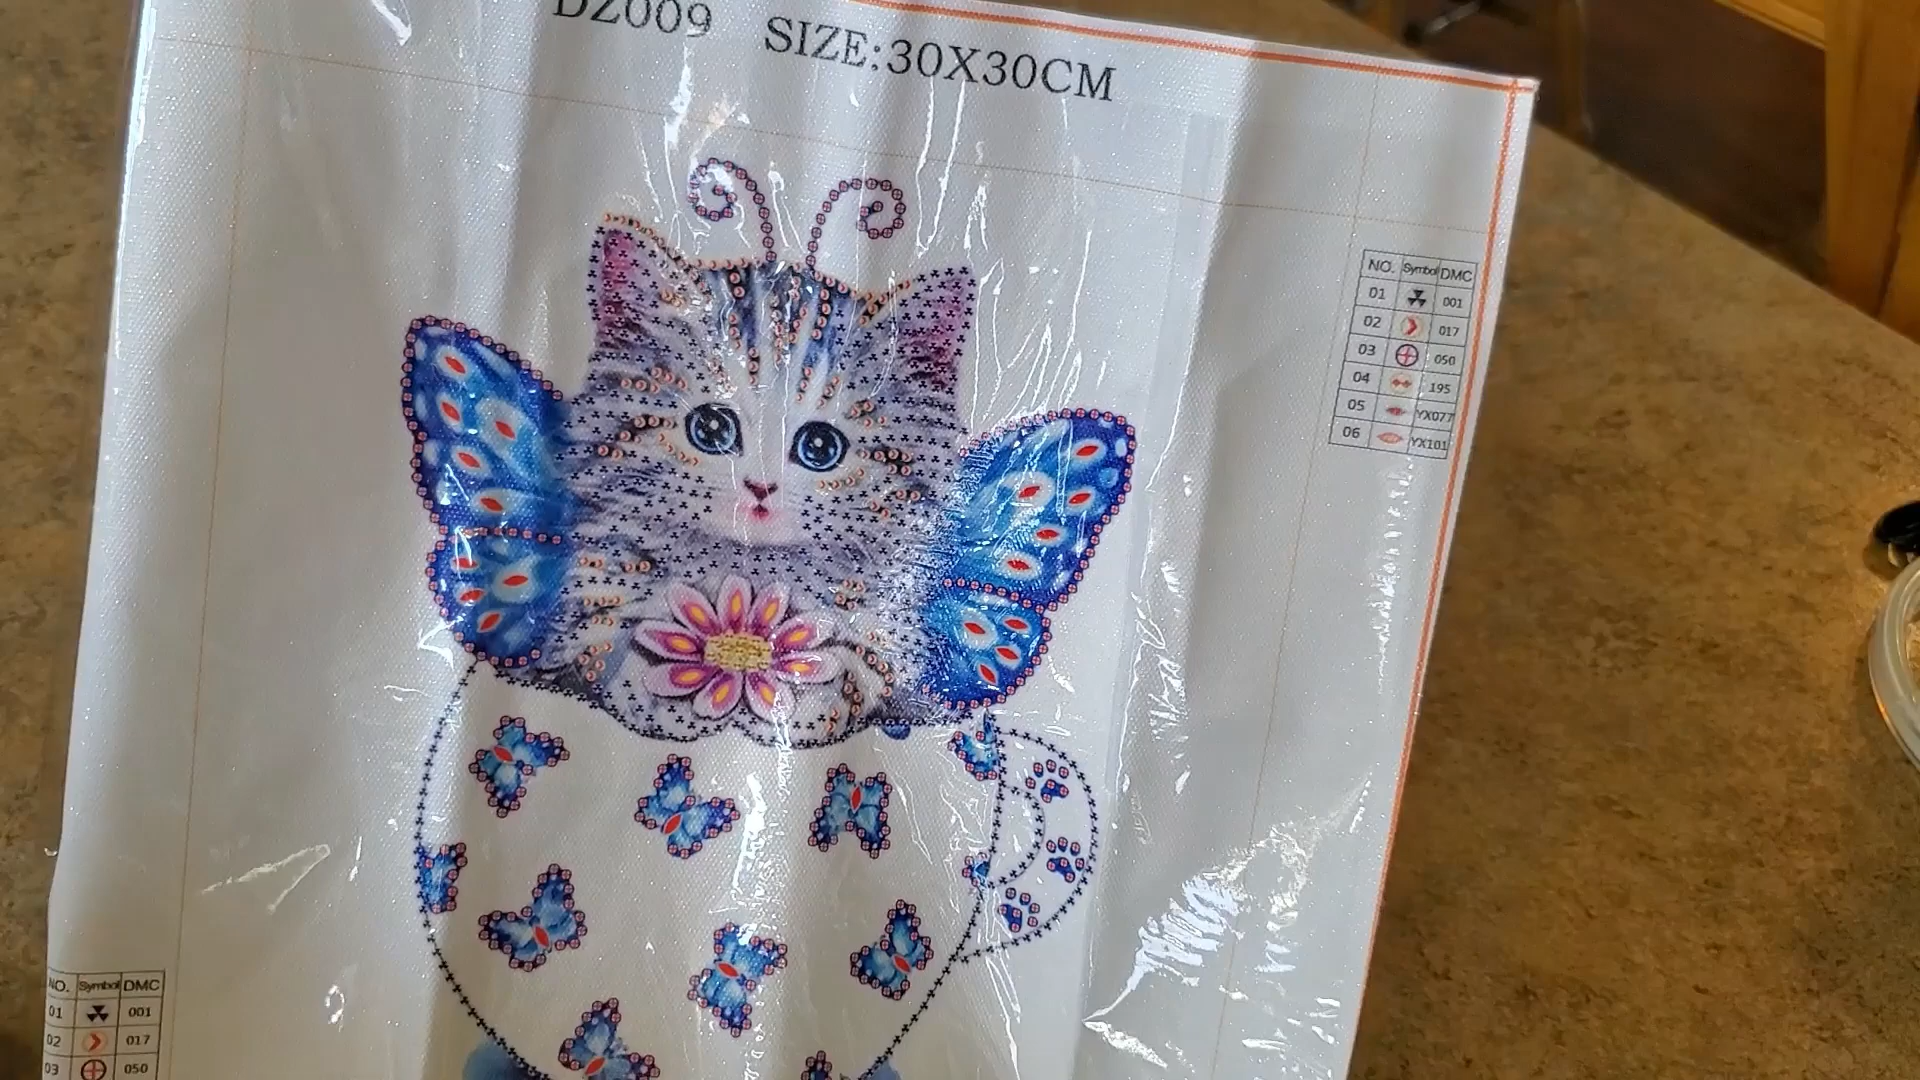 DZ009 SIZE:30X30CM
NO. Symbol DMC
01 001
02 017
03 050
04 195
05 YX077
06 YX101
NO. Symbol DMC
01 001
02 017
03 050